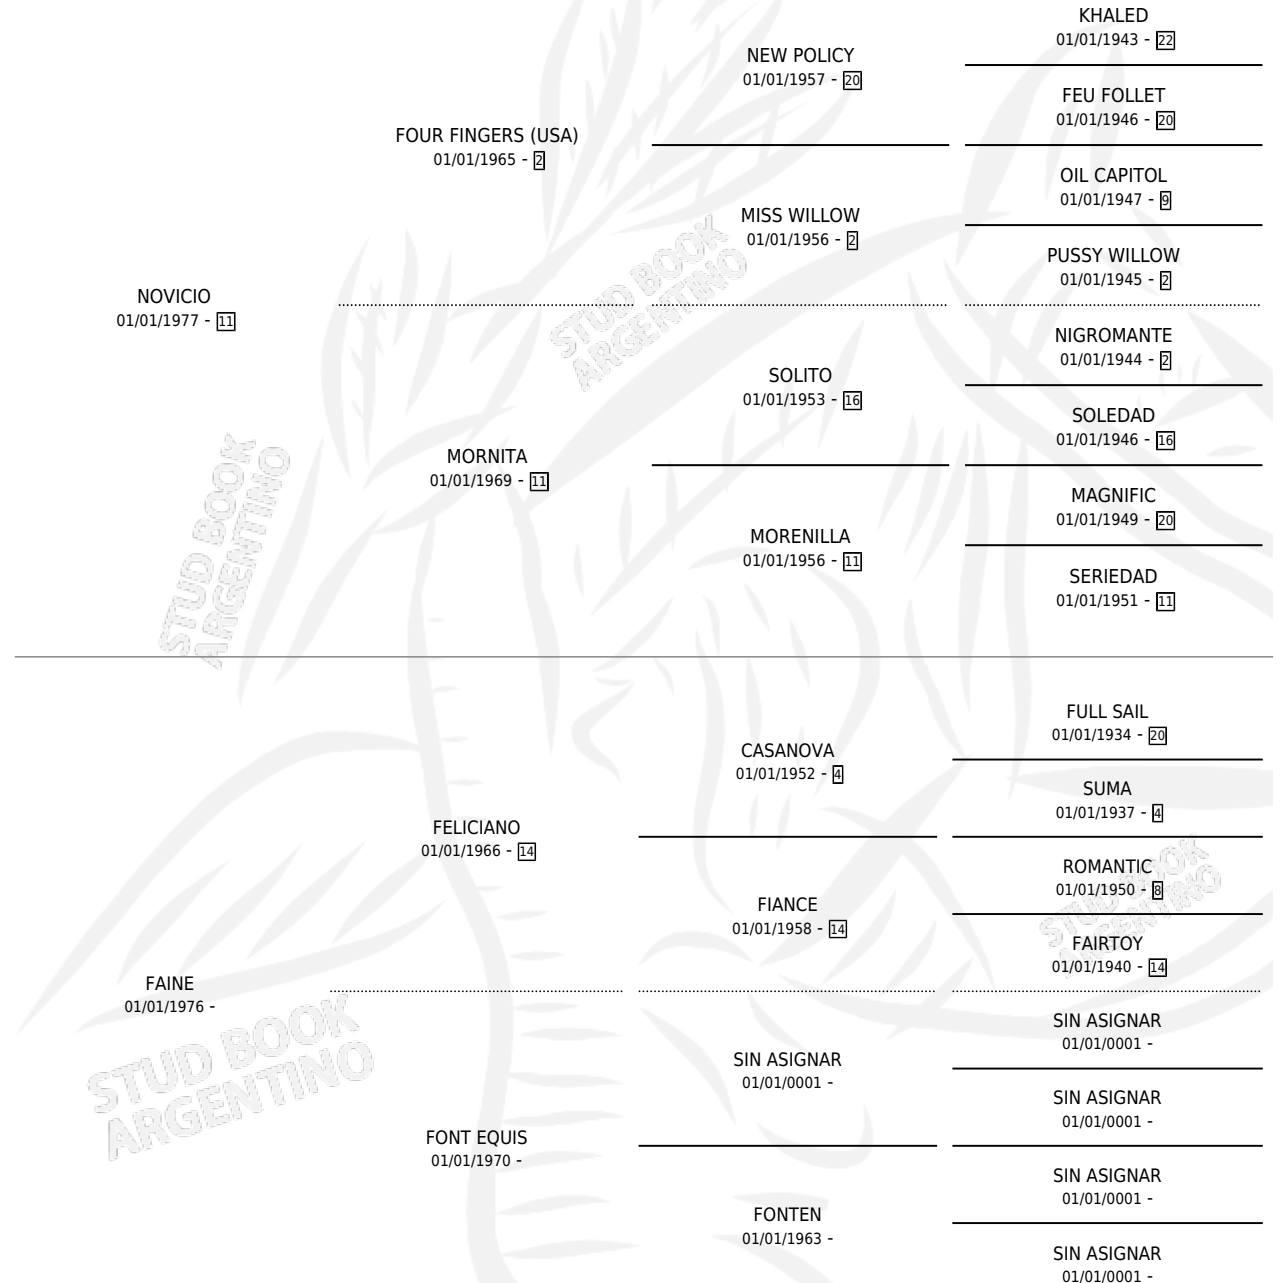 KHALED
01/01/1943 - 22
NEW POLICY
01/01/1957 - 20
FEU FOLLET
01/01/1946 - 20
FOUR FINGERS (USA)
01/01/1965 - 2
OIL CAPITOL
01/01/1947 - 9
MISS WILLOW
01/01/1956 - 2
PUSSY WILLOW
01/01/1945 - 2
NOVICIO
01/01/1977 - 11
NIGROMANTE
01/01/1944 - 2
SOLITO
01/01/1953 - 16
SOLEDAD
01/01/1946 - 16
MORNITA
01/01/1969 - 11
MAGNIFIC
01/01/1949 - 20
MORENILLA
01/01/1956 - 11
SERIEDAD
01/01/1951 - 11
FULL SAIL
01/01/1934 - 20
CASANOVA
01/01/1952 - 4
SUMA
01/01/1937 - 4
FELICIANO
01/01/1966 - 14
ROMANTIC
01/01/1950 - 8
FIANCE
01/01/1958 - 14
FAIRTOY
01/01/1940 - 14
FAINE
01/01/1976 -
SIN ASIGNAR
01/01/0001 -
SIN ASIGNAR
01/01/0001 -
SIN ASIGNAR
01/01/0001 -
FONT EQUIS
01/01/1970 -
SIN ASIGNAR
01/01/0001 -
FONTEN
01/01/1963 -
SIN ASIGNAR
01/01/0001 -
STUD BOOK
ARGENTINO
STUD BOOK
ARGENTINO
STUD BOOK
ARGENTINO
STUD BOOK
ARGENTINO